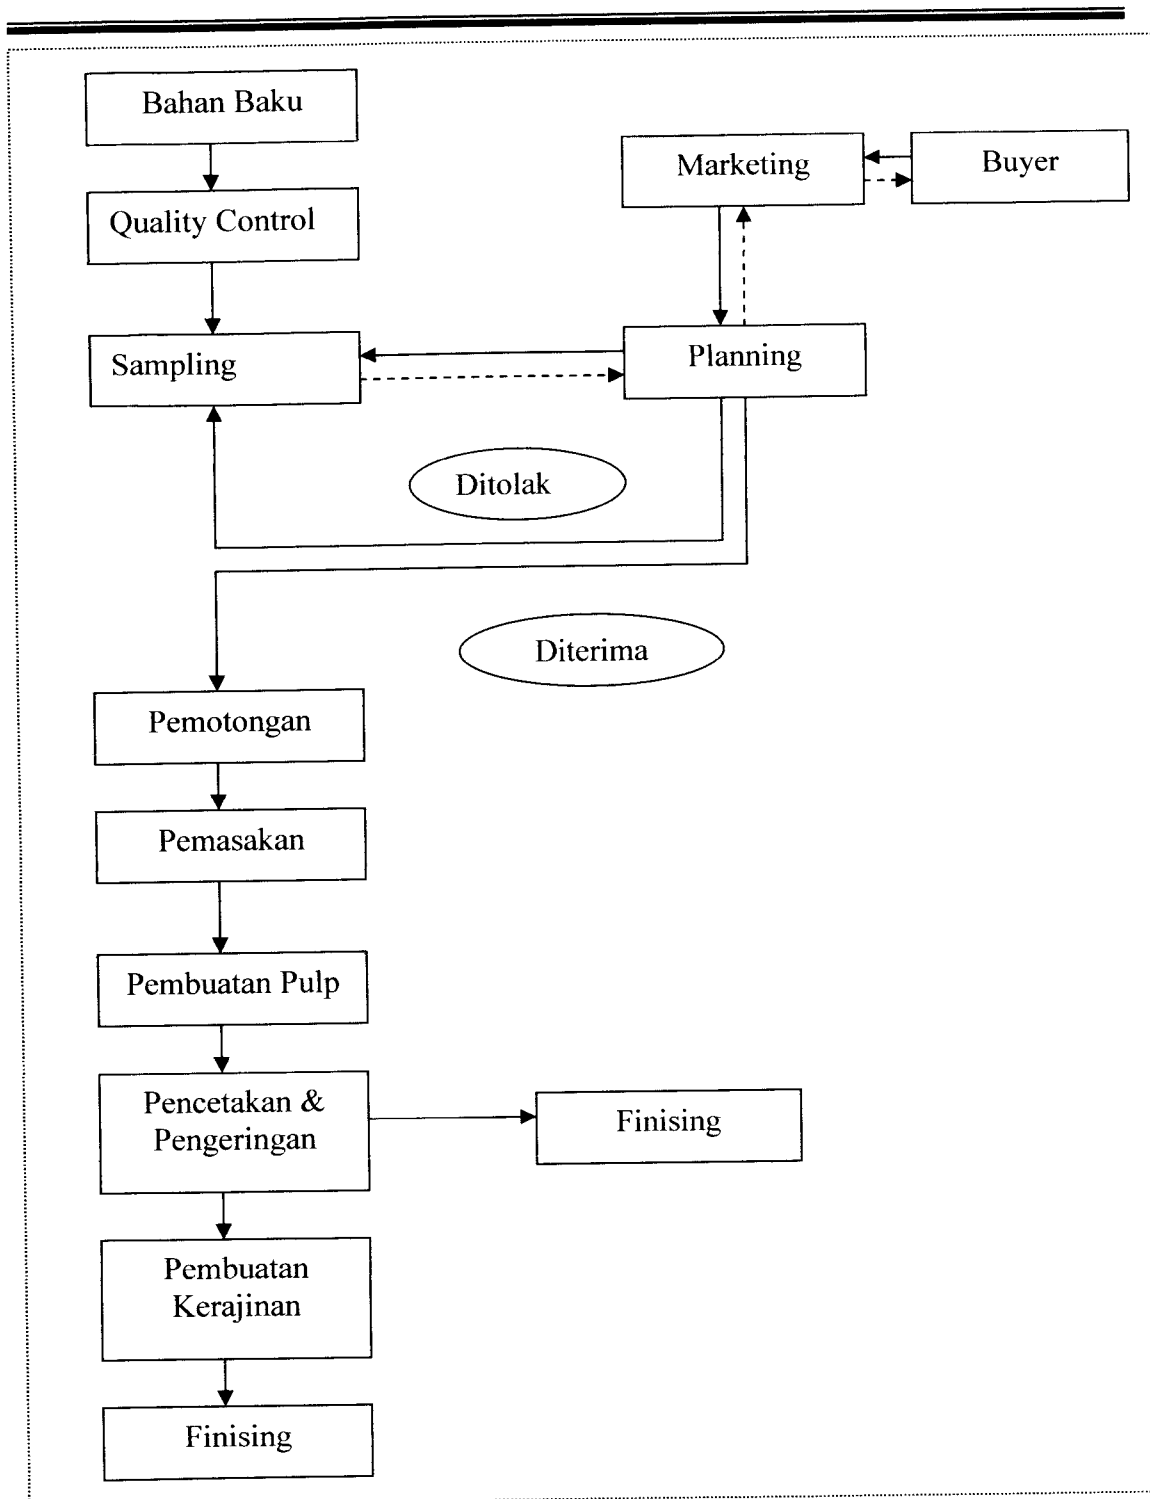 Bahan Baku
Marketing
Buyer
Quality Control
Sampling
Planning
Ditolak
Diterima
Pemotongan
Pemasakan
Pembuatan Pulp
Pencetakan &
Pengeringan
Finising
Pembuatan
Kerajinan
Finising